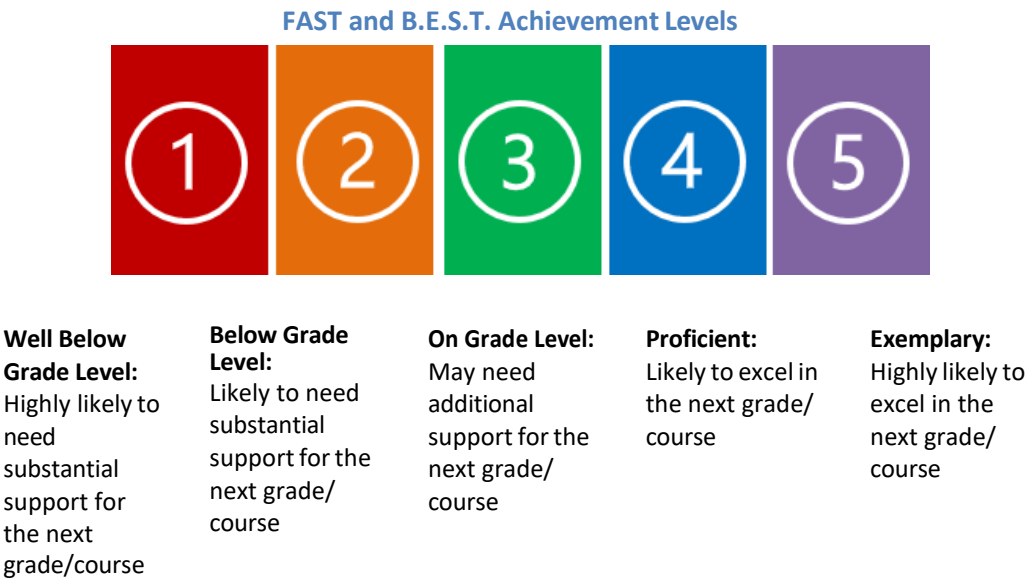 FAST and B.E.S.T. Achievement Levels
1
2
3
4
5
Well Below
Grade Level:
Highly likely to
need
substantial
support for
the next
grade/course
Below Grade
Level:
Likely to need
substantial
support for the
next grade/
course
On Grade Level:
May need
additional
support for the
next grade/
course
Proficient:
Likely to excel in
the next grade/
course
Exemplary:
Highly likely to
excel in the
next grade/
course